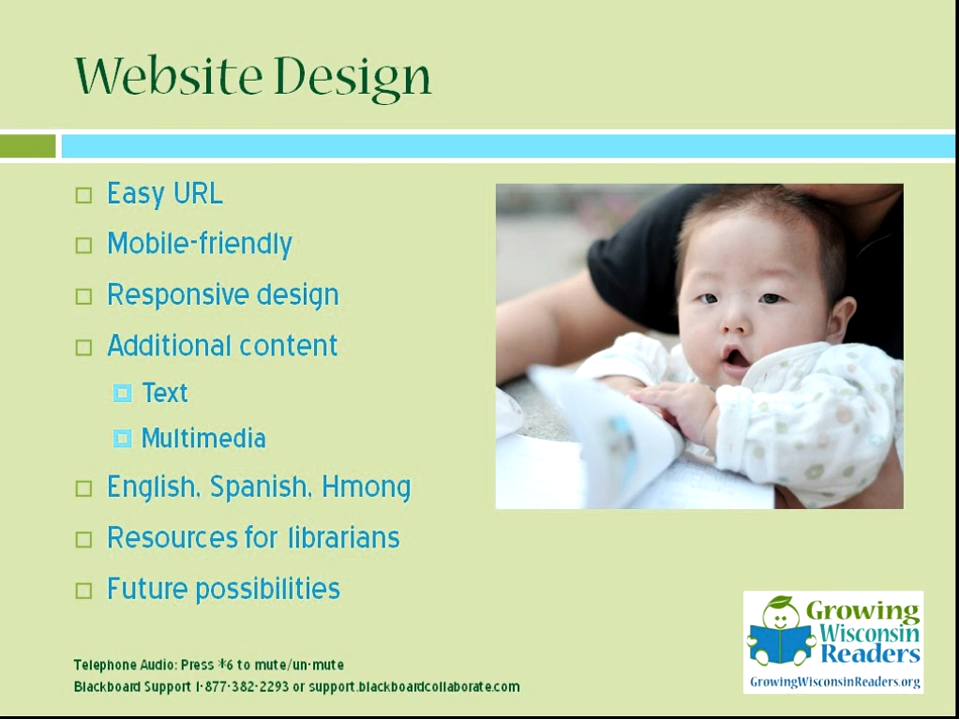 Website Design
Easy URL
Mobile-friendly
Responsive design
Additional content
Text
Multimedia
English, Spanish, Hmong
Resources for librarians
Future possibilities
Growing
Wisconsin
Readers
GrowingWisconsinReaders.org
Telephone Audio: Press *6 to mute/un-mute
Blackboard Support 1-877-382-2293 or support.blackboardcollaborate.com